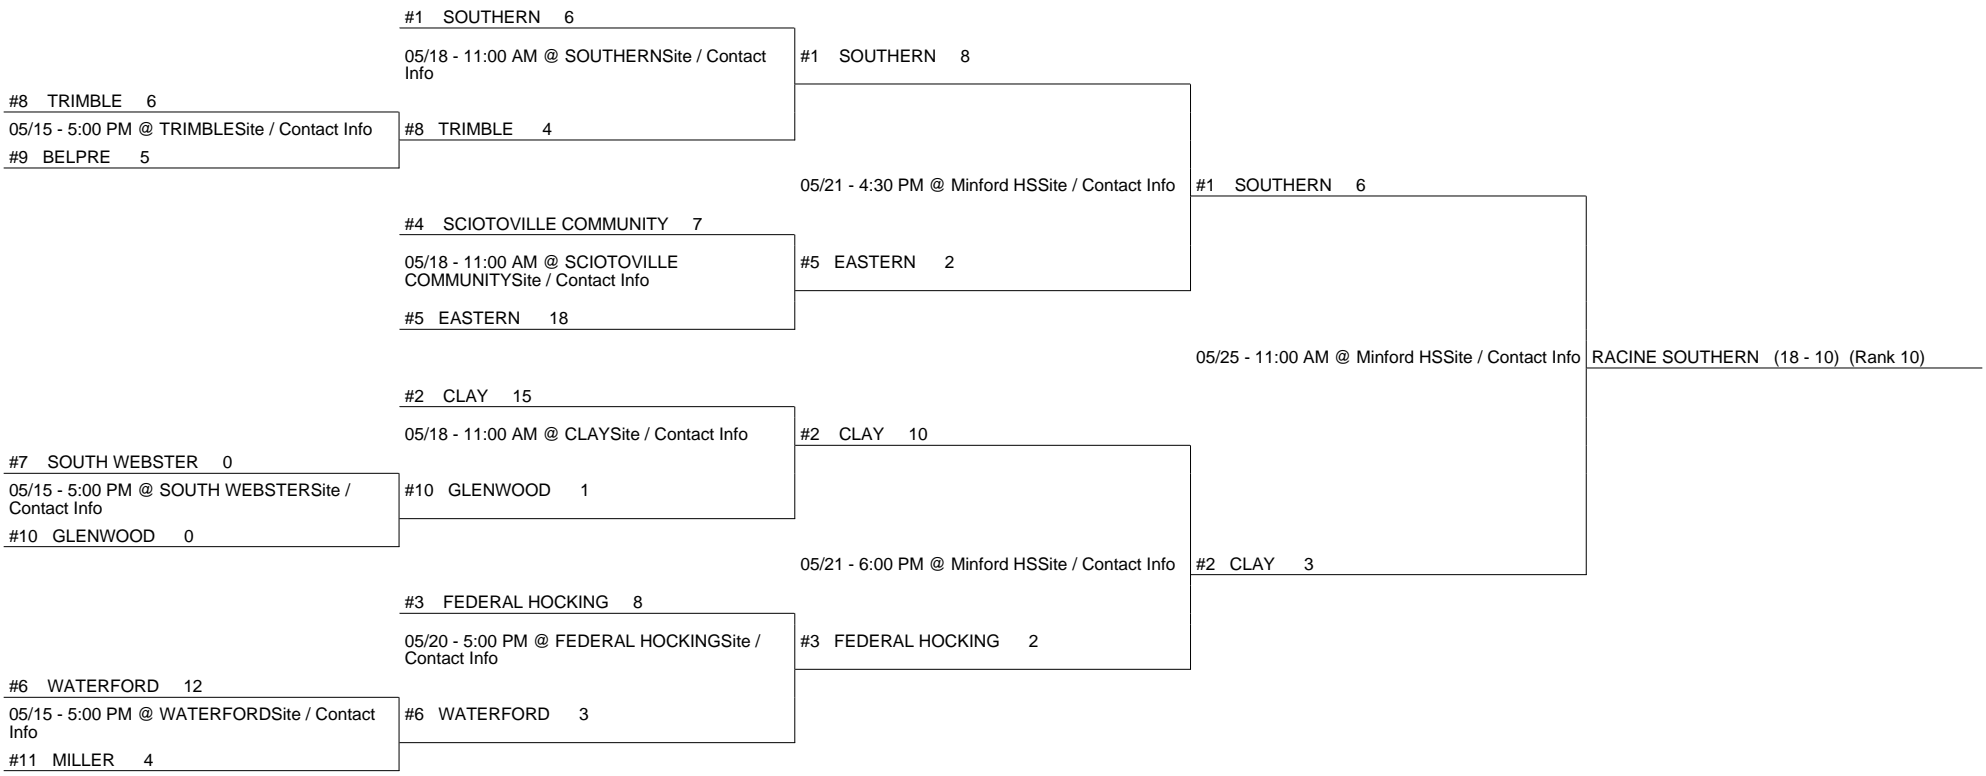 #1 SOUTHERN 6
05/18 - 11:00 AM @ SOUTHERNSite / Contact
Info
#1 SOUTHERN 8
#8 TRIMBLE 6
05/15 - 5:00 PM @ TRIMBLESite / Contact Info
#8 TRIMBLE 4
#9 BELPRE 5
05/21 - 4:30 PM @ Minford HSSite / Contact Info
#1 SOUTHERN 6
#4 SCIOTOVILLE COMMUNITY 7
05/18 - 11:00 AM @ SCIOTOVILLE
COMMUNITYSite / Contact Info
#5 EASTERN 2
#5 EASTERN 18
05/25 - 11:00 AM @ Minford HSSite / Contact Info
RACINE SOUTHERN (18 - 10) (Rank 10)
#2 CLAY 15
05/18 - 11:00 AM @ CLAYSite / Contact Info
#2 CLAY 10
#7 SOUTH WEBSTER 0
05/15 - 5:00 PM @ SOUTH WEBSTERSite /
Contact Info
#10 GLENWOOD 1
#10 GLENWOOD 0
05/21 - 6:00 PM @ Minford HSSite / Contact Info
#2 CLAY 3
#3 FEDERAL HOCKING 8
05/20 - 5:00 PM @ FEDERAL HOCKINGSite /
Contact Info
#3 FEDERAL HOCKING 2
#6 WATERFORD 12
05/15 - 5:00 PM @ WATERFORDSite / Contact
Info
#6 WATERFORD 3
#11 MILLER 4